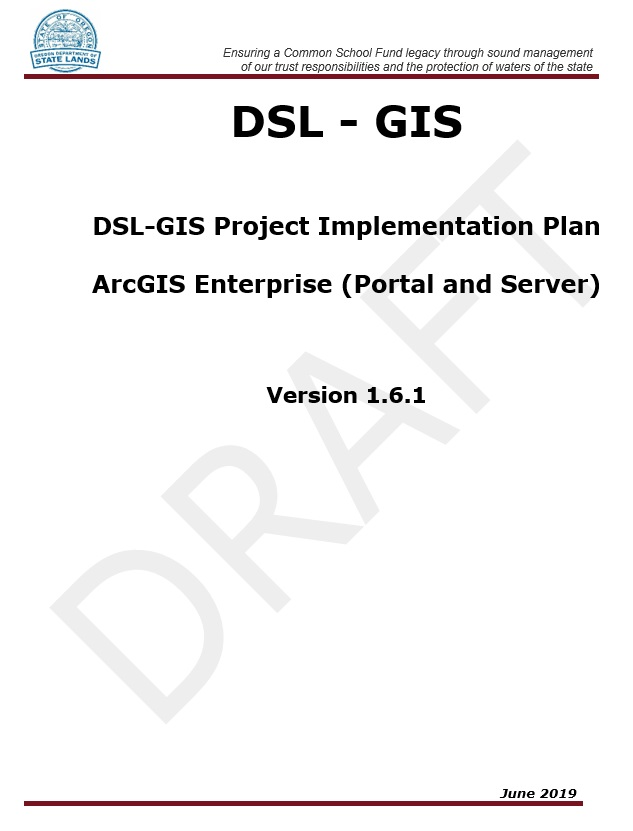 STATE OF OREGON
OREGON DEPARTMENT OF
STATE LANDS
Ensuring a Common School Fund legacy through sound management
of our trust responsibilities and the protection of waters of the state
DSL - GIS
DSL-GIS Project Implementation Plan
ArcGIS Enterprise (Portal and Server)
Version 1.6.1
DRAFT
June 2019